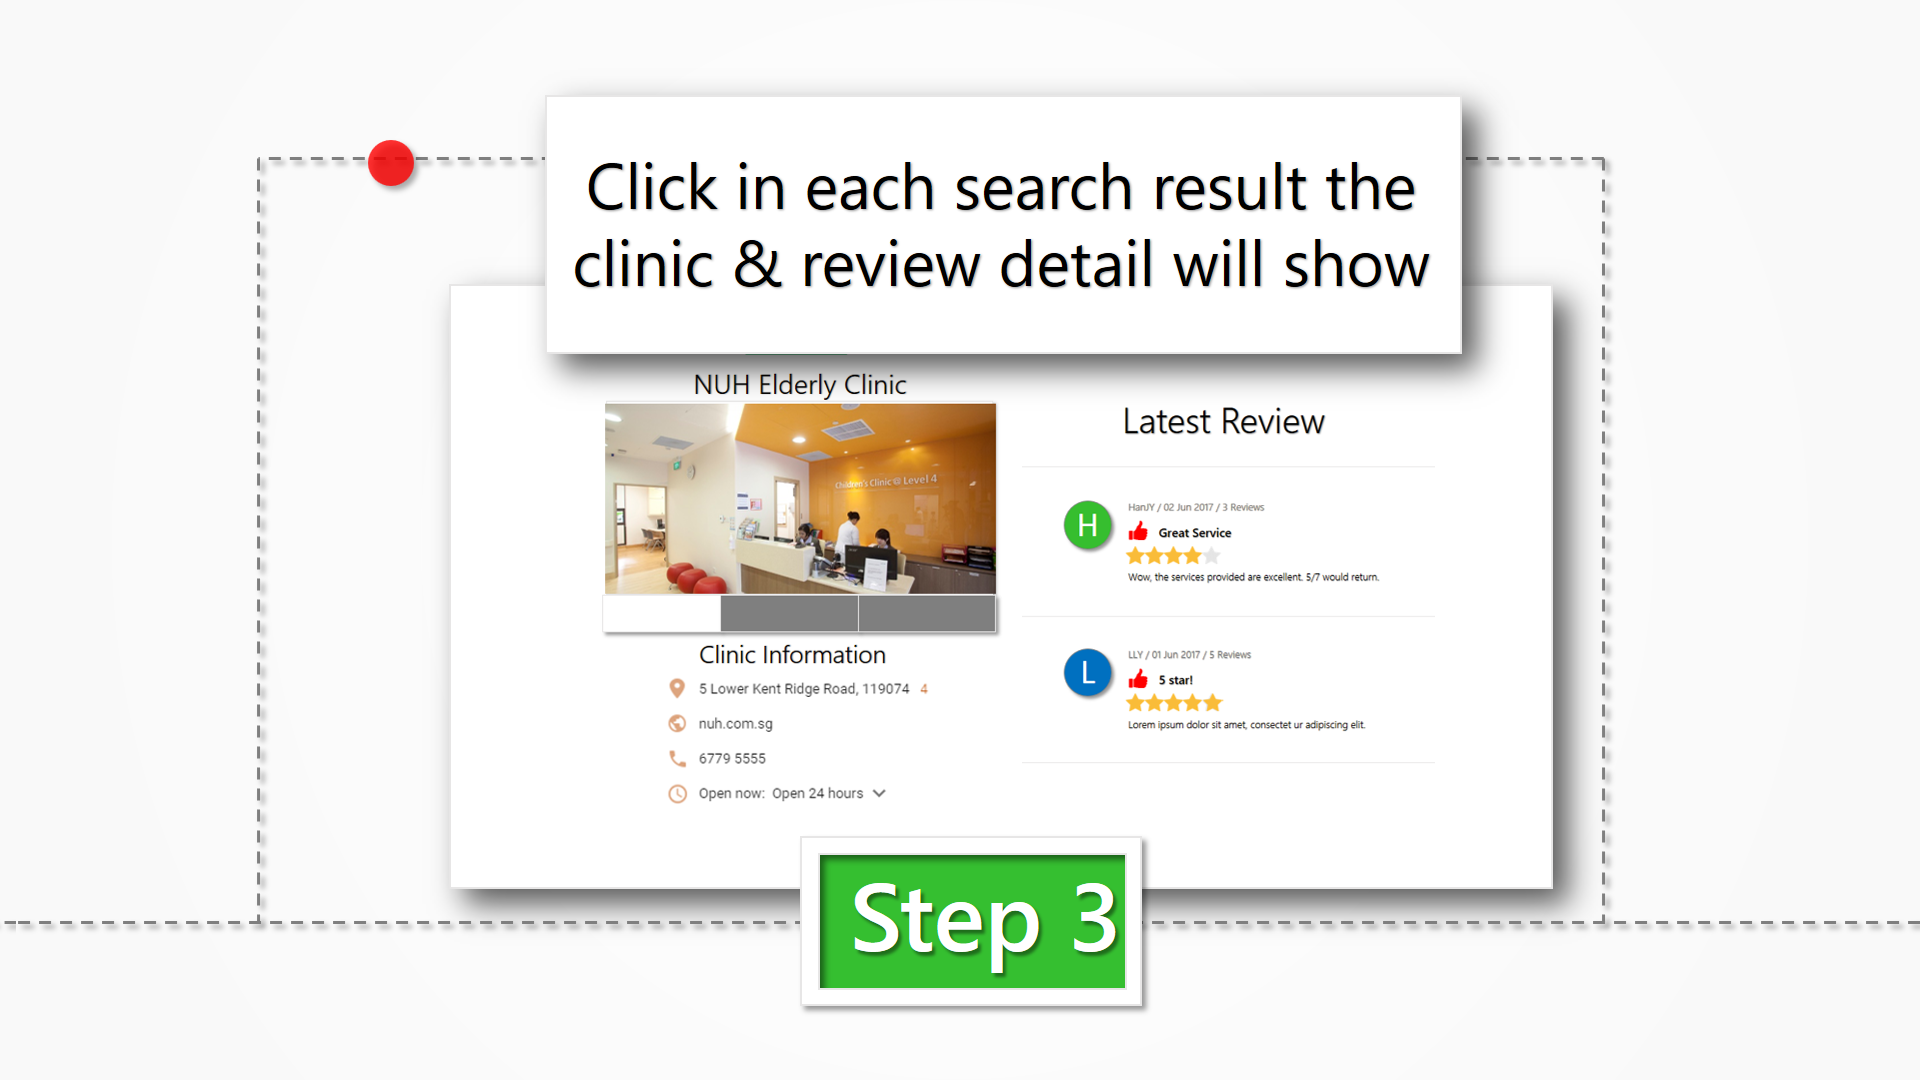 Click in each search result the
clinic & review detail will show
NUH Elderly Clinic
Children's Clinic @ Level 4
Clinic Information
5 Lower Kent Ridge Road, 119074 4
nuh.com.sg
6779 5555
Open now: Open 24 hours
Latest Review
H
HanJY / 02 Jun 2017 / 3 Reviews
Great Service
Wow, the services provided are excellent. 5/7 would return.
L
LLY / 01 Jun 2017 / 5 Reviews
5 star!
Lorem ipsum dolor sit amet, consectet ur adipiscing elit.
Step 3